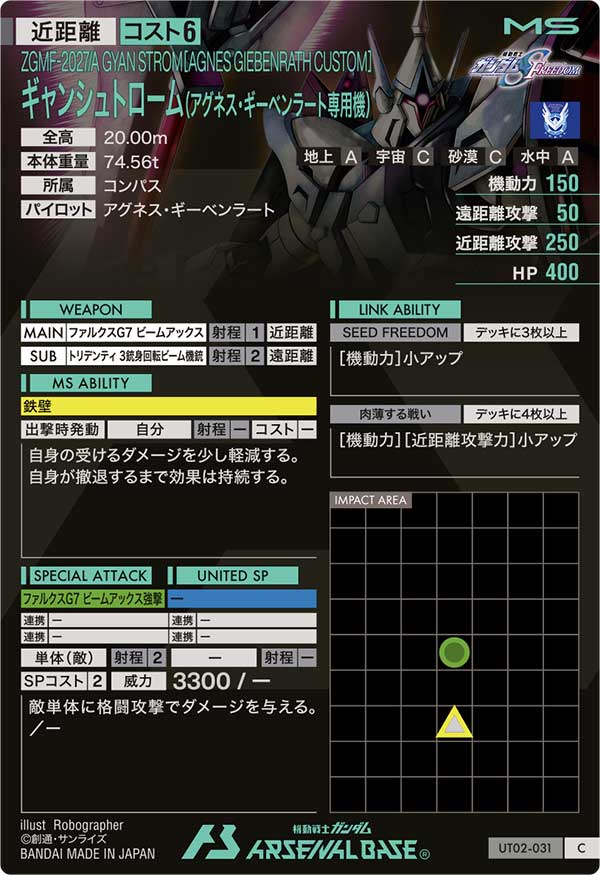 近距離 コスト6 MS
ZGMF-2027/A GYAN STROM[AGNES GIEBENRATH CUSTOM]
ギャンシュトローム(アグネス・ギーベンラート専用機)
機動戦士ガンダム SEED FREEDOM
全高 20.00m
本体重量 74.56t
所属 コンパス
パイロット アグネス・ギーベンラート
地上 A 宇宙 C 砂漠 C 水中 A
機動力 150
遠距離攻撃 50
近距離攻撃 250
HP 400
WEAPON
MAIN ファルクスG7 ビームアックス 射程 1 近距離
SUB トリデンティ 3銃身回転ビーム機銃 射程 2 遠距離
MS ABILITY
鉄壁
出撃時発動 自分 射程 ー コスト ー
自身の受けるダメージを少し軽減する。
自身が撤退するまで効果は持続する。
LINK ABILITY
SEED FREEDOM デッキに3枚以上
[機動力]小アップ
肉薄する戦い デッキに4枚以上
[機動力][近距離攻撃力]小アップ
IMPACT AREA
SPECIAL ATTACK UNITED SP
ファルクスG7 ビームアックス強撃 ー
連携 ー 連携 ー
連携 ー 連携 ー
単体(敵) 射程 2 ー 射程 ー
SPコスト 2 威力 3300 / ー
敵単体に格闘攻撃でダメージを与える。
/ー
illust Robographer
©創通・サンライズ
BANDAI MADE IN JAPAN
機動戦士ガンダム
AB ARSENAL BASE®
UT02-031 C